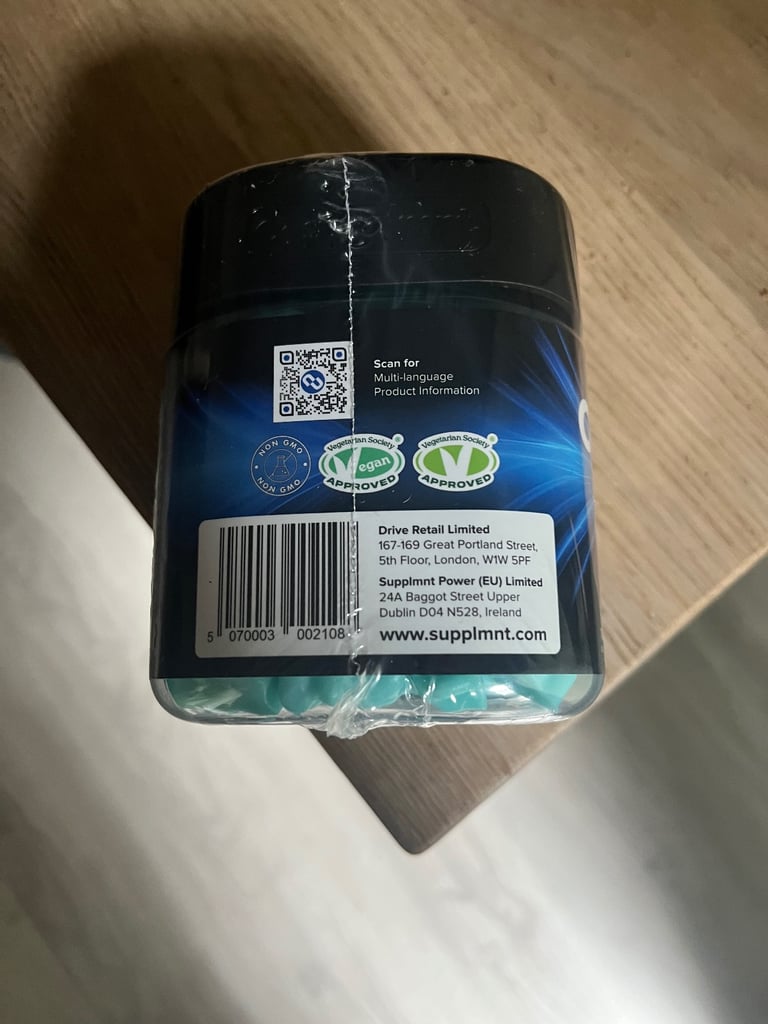 Scan for
Multi-language
Product Information
NON GMO
NON GMO
Vegetarian Society
Vegan
APPROVED
Vegetarian Society
V
APPROVED
5 070003 002108
Drive Retail Limited
167-169 Great Portland Street,
5th Floor, London, W1W 5PF
Supplmnt Power (EU) Limited
24A Baggot Street Upper
Dublin D04 N528, Ireland
www.supplmnt.com